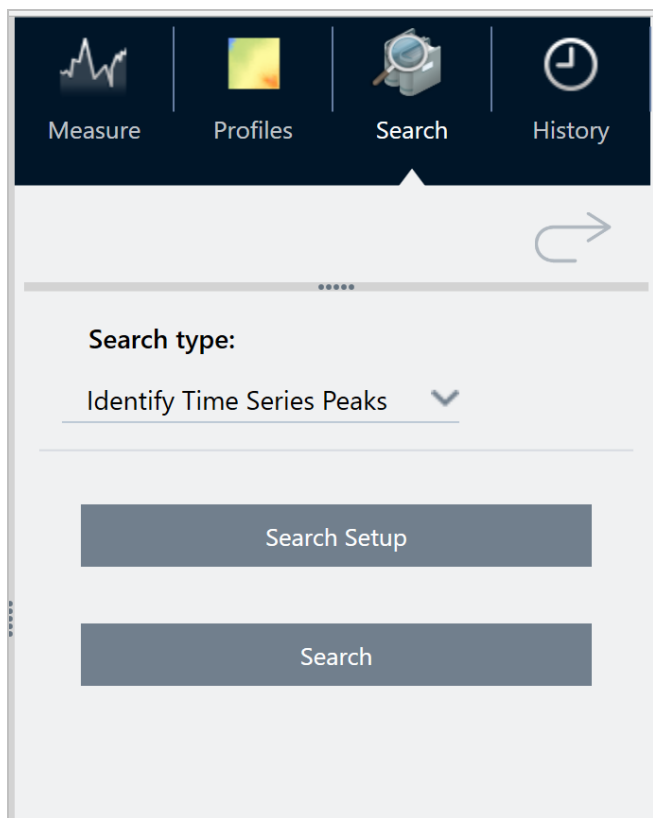 Measure
Profiles
Search
History
Search type:
Identify Time Series Peaks
Search Setup
Search